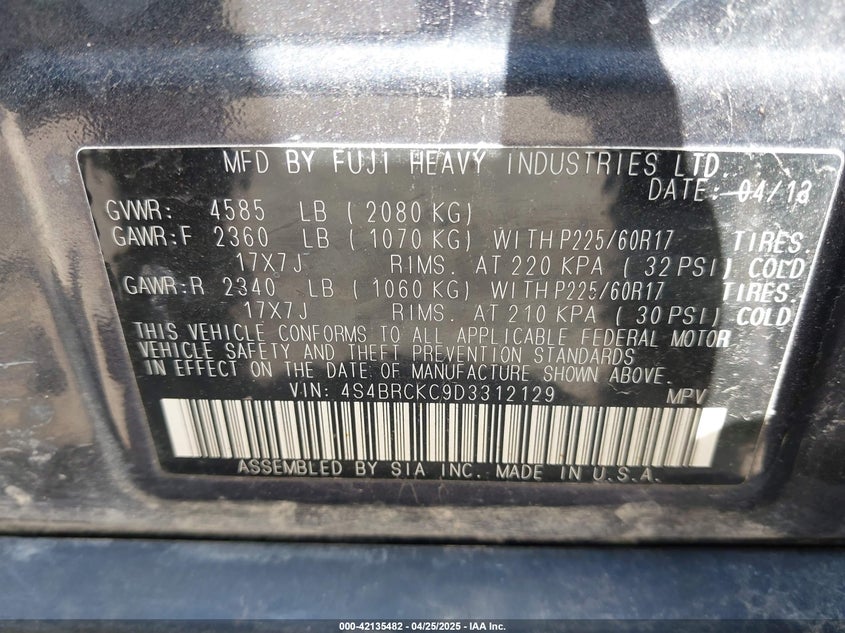 MFD BY FUJI HEAVY INDUSTRIES LTD.
DATE: 04/13
GVWR: 4585 LB ( 2080 KG)
GAWR:F 2360 LB ( 1070 KG) WITH P225/60R17 TIRES.
17X7J RIMS. AT 220 KPA ( 32 PSI) COLD
GAWR:R 2340 LB ( 1060 KG) WITH P225/60R17 TIRES.
17X7J RIMS. AT 210 KPA ( 30 PSI) COLD
THIS VEHICLE CONFORMS TO ALL APPLICABLE FEDERAL MOTOR
VEHICLE SAFETY AND THEFT PREVENTION STANDARDS
IN EFFECT ON THE DATE OF MANUFACTURE SHOWN ABOVE.
VIN: 4S4BRCKC9D3312129 MPV
ASSEMBLED BY SIA INC. MADE IN U.S.A.
000-42135482 - 04/25/2025 - IAA Inc.